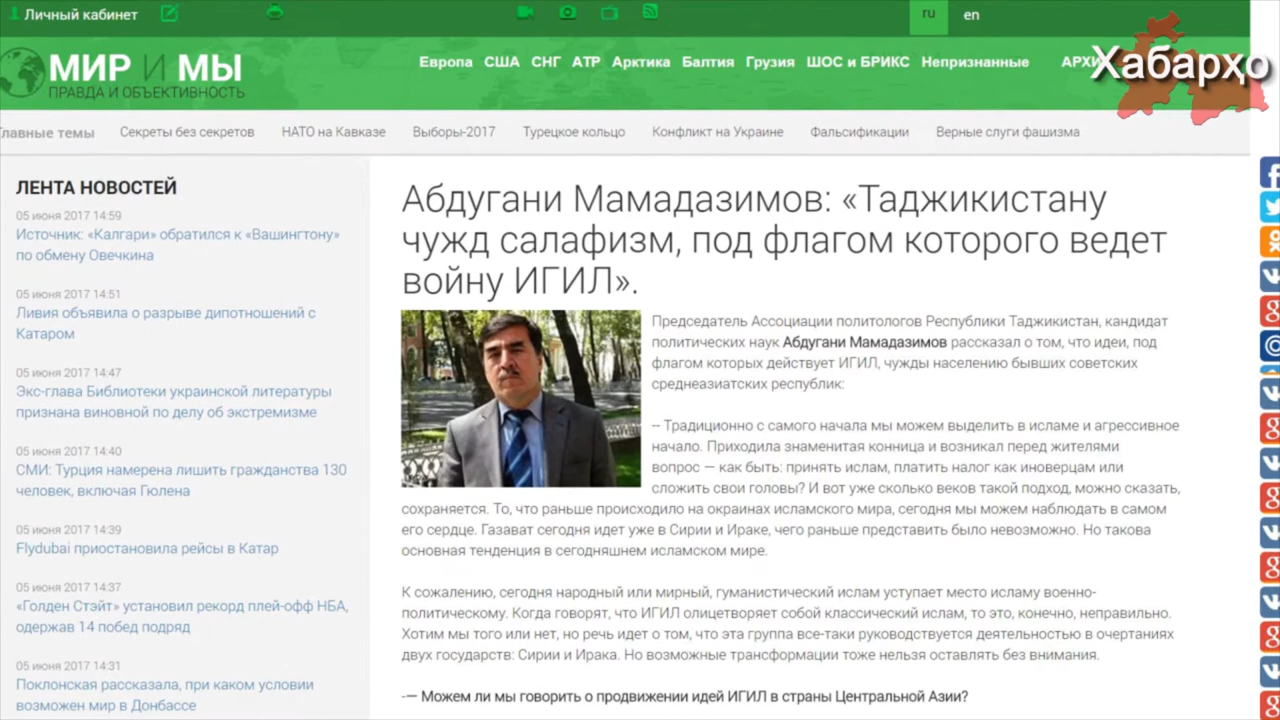 Личный кабинет
ru
en
МИР И МЫ
ПРАВДА И ОБЪЕКТИВНОСТЬ
Европа США СНГ АТР Арктика Балтия Грузия ШОС и БРИКС Непризнанные
Хабарҳо
Секреты без секретов НАТО на Кавказе Выборы-2017 Турецкое кольцо Конфликт на Украине Фальсификации Верные слуги фашизма
ЛЕНТА НОВОСТЕЙ
05 июня 2017 14:59
Источник: «Калгари» обратился к «Вашингтону»
по обмену Овечкина
05 июня 2017 14:51
Ливия объявила о разрыве дипотношений с
Катаром
05 июня 2017 14:47
Экс-глава Библиотеки украинской литературы
признана виновной по делу об экстремизме
05 июня 2017 14:40
СМИ: Турция намерена лишить гражданства 130
человек, включая Гюлена
05 июня 2017 14:39
Flydubai приостановила рейсы в Катар
05 июня 2017 14:37
«Голден Стэйт» установил рекорд плей-офф НБА,
одержав 14 побед подряд
05 июня 2017 14:31
Поклонская рассказала, при каком условии
возможен мир в Донбассе
Абдугани Мамадазимов: «Таджикистану
чужд салафизм, под флагом которого ведет
войну ИГИЛ».
Председатель Ассоциации политологов Республики Таджикистан, кандидат
политических наук Абдугани Мамадазимов рассказал о том, что идеи, под
флагом которых действует ИГИЛ, чужды населению бывших советских
среднеазиатских республик:
-- Традиционно с самого начала мы можем выделить в исламе и агрессивное
начало. Приходила знаменитая конница и возникал перед жителями
вопрос — как быть: принять ислам, платить налог как иноверцам или
сложить свои головы? И вот уже сколько веков такой подход, можно сказать,
сохраняется. То, что раньше происходило на окраинах исламского мира, сегодня мы можем наблюдать в самом
его сердце. Газават сегодня идет уже в Сирии и Ираке, чего раньше представить было невозможно. Но такова
основная тенденция в сегодняшнем исламском мире.
К сожалению, сегодня народный или мирный, гуманистический ислам уступает место исламу военно-
политическому. Когда говорят, что ИГИЛ олицетворяет собой классический ислам, то это, конечно, неправильно.
Хотим мы того или нет, но речь идет о том, что эта группа все-таки руководствуется деятельностью в очертаниях
двух государств: Сирии и Ирака. Но возможные трансформации тоже нельзя оставлять без внимания.
-— Можем ли мы говорить о продвижении идей ИГИЛ в страны Центральной Азии?